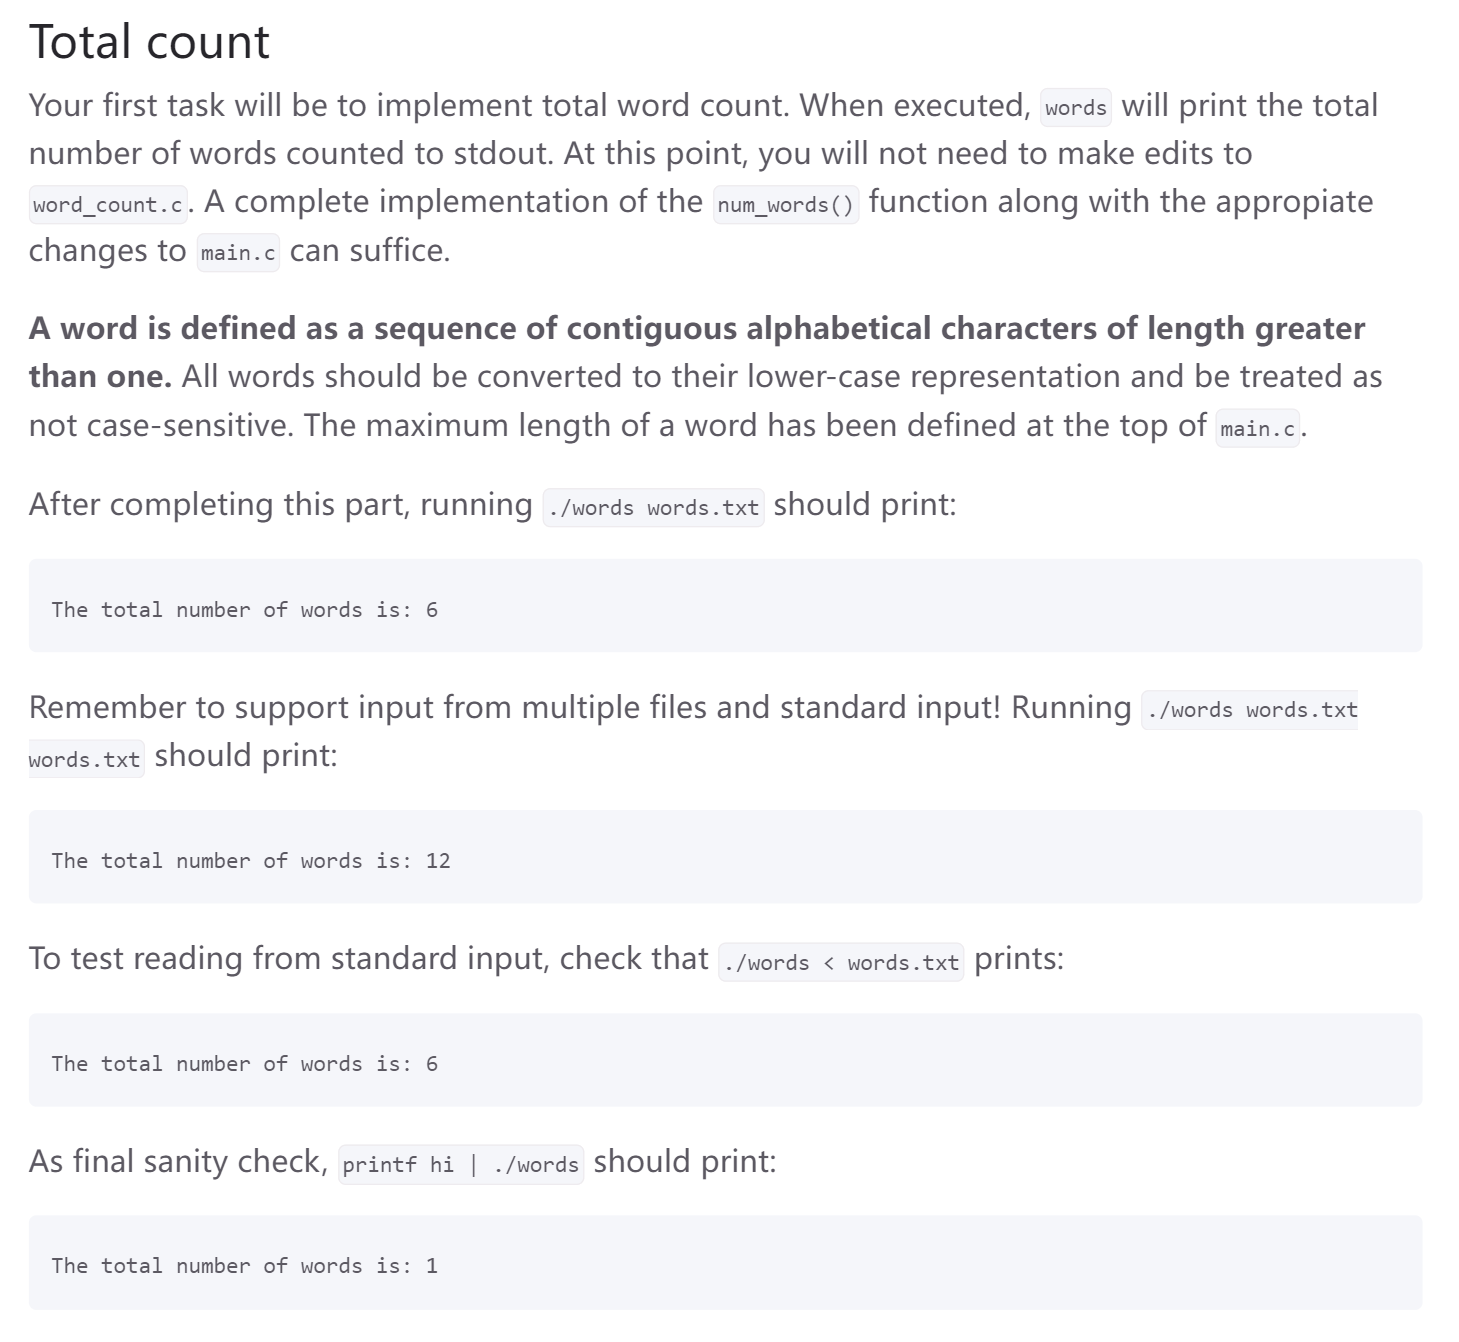 Total count
Your first task will be to implement total word count. When executed, words will print the total
number of words counted to stdout. At this point, you will not need to make edits to
word_count.c. A complete implementation of the num_words() function along with the appropiate
changes to main.c can suffice.
A word is defined as a sequence of contiguous alphabetical characters of length greater
than one. All words should be converted to their lower-case representation and be treated as
not case-sensitive. The maximum length of a word has been defined at the top of main.c.
After completing this part, running ./words words.txt should print:
The total number of words is: 6
Remember to support input from multiple files and standard input! Running ./words words.txt
words.txt should print:
The total number of words is: 12
To test reading from standard input, check that ./words < words.txt prints:
The total number of words is: 6
As final sanity check, printf hi | ./words should print:
The total number of words is: 1